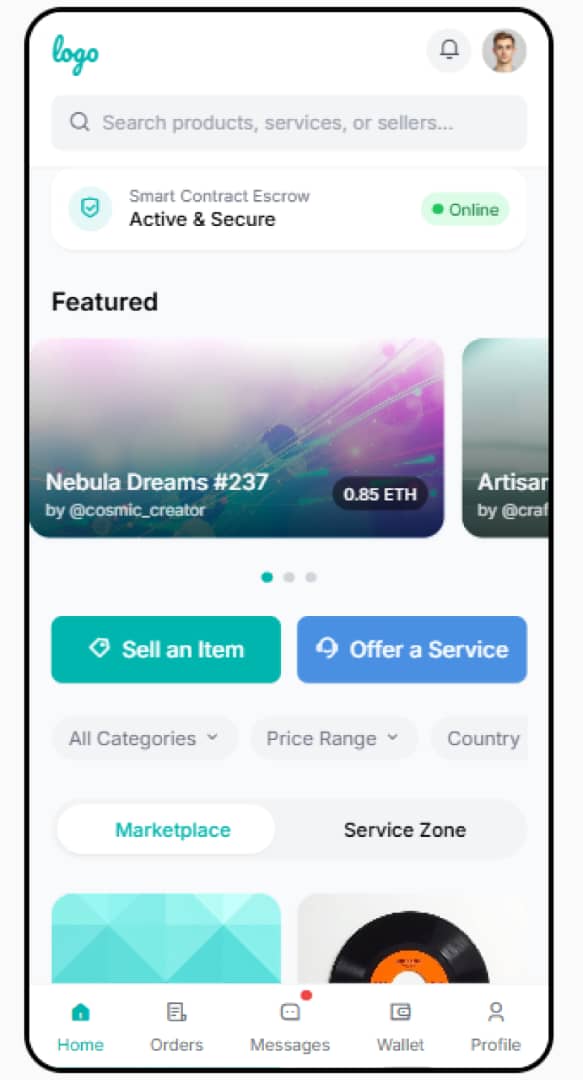 logo
Search products, services, or sellers...
Smart Contract Escrow
Active & Secure
Online
Featured
Nebula Dreams #237
by @cosmic_creator
0.85 ETH
Artisan
by @craf
Sell an Item
Offer a Service
All Categories
Price Range
Country
Marketplace
Service Zone
Home
Orders
Messages
Wallet
Profile